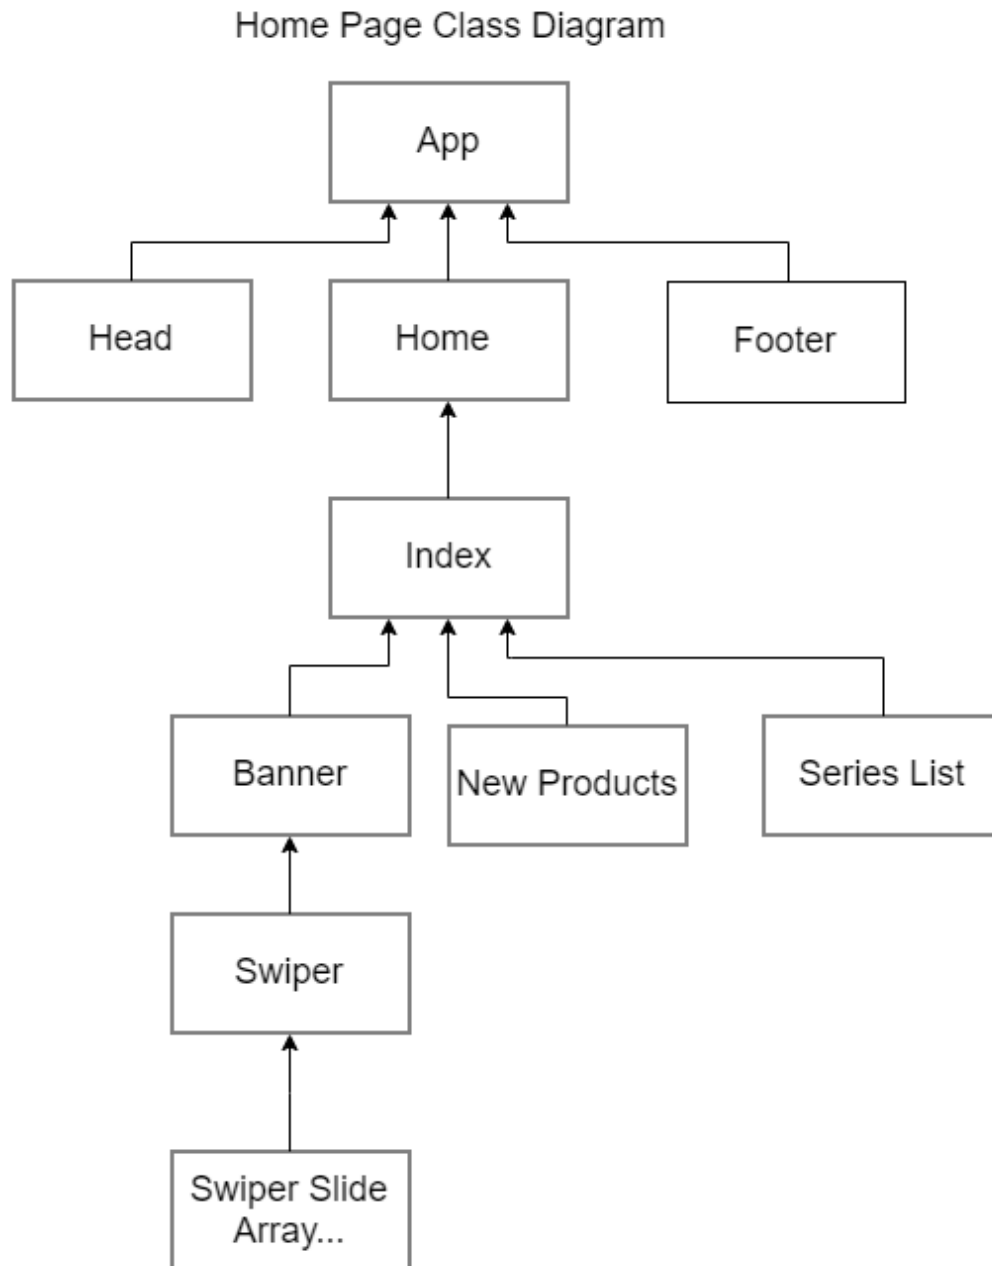 Home Page Class Diagram
App
Head
Home
Footer
Index
Banner
New Products
Series List
Swiper
Swiper Slide
Array...